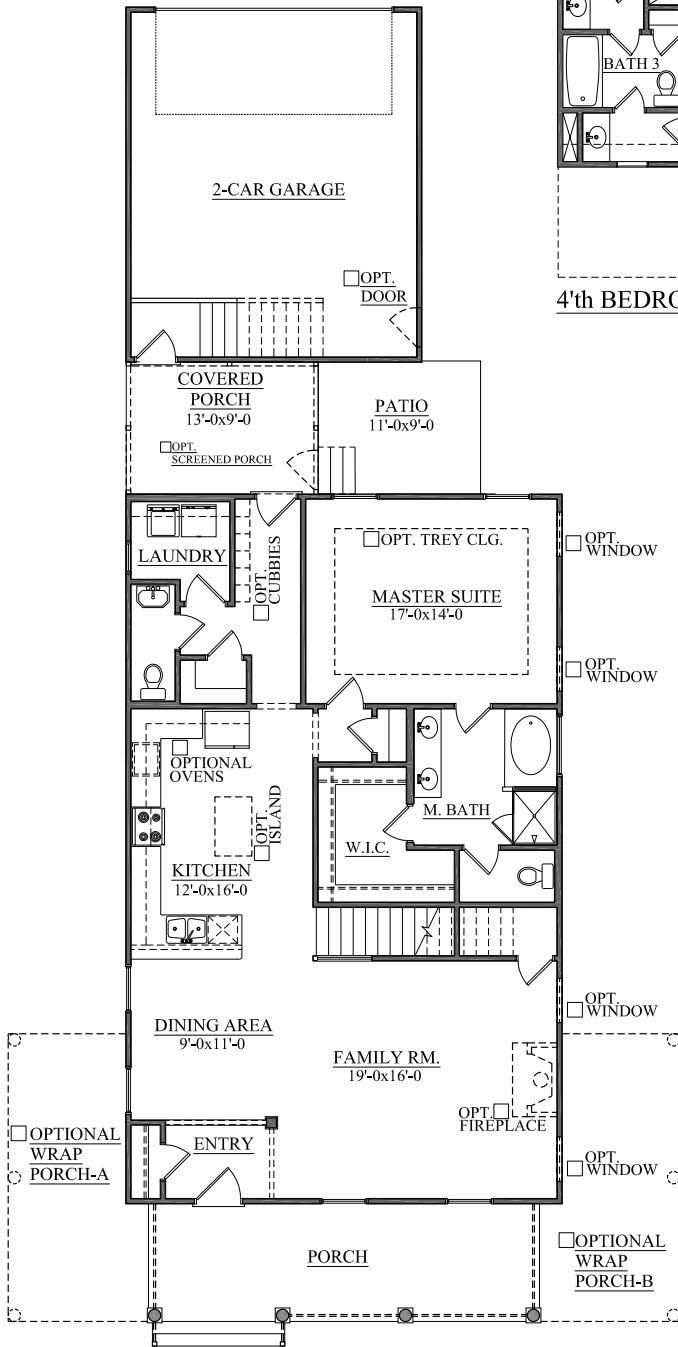 BATH 3
4'th BEDRO
2-CAR GARAGE
OPT.
DOOR
COVERED
PORCH
13'-0x9'-0
OPT.
SCREENED PORCH
PATIO
11'-0x9'-0
LAUNDRY
OPT.
CUBBIES
OPT. TREY CLG.
MASTER SUITE
17'-0x14'-0
OPT.
WINDOW
OPT.
WINDOW
OPTIONAL
OVENS
OPT.
ISLAND
KITCHEN
12'-0x16'-0
W.I.C.
M. BATH
DINING AREA
9'-0x11'-0
FAMILY RM.
19'-0x16'-0
OPT.
WINDOW
OPT.
FIREPLACE
OPT.
WINDOW
OPTIONAL
WRAP
PORCH-A
ENTRY
PORCH
OPTIONAL
WRAP
PORCH-B